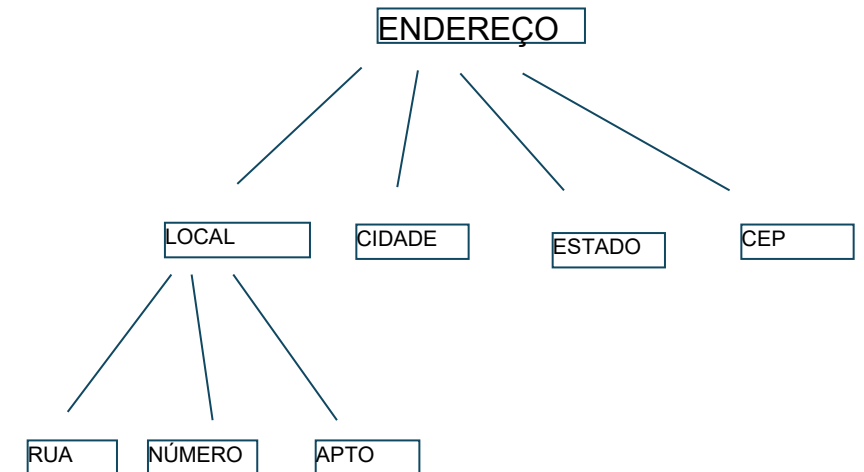 ENDEREÇO
LOCAL
CIDADE
ESTADO
CEP
RUA
NÚMERO
APTO